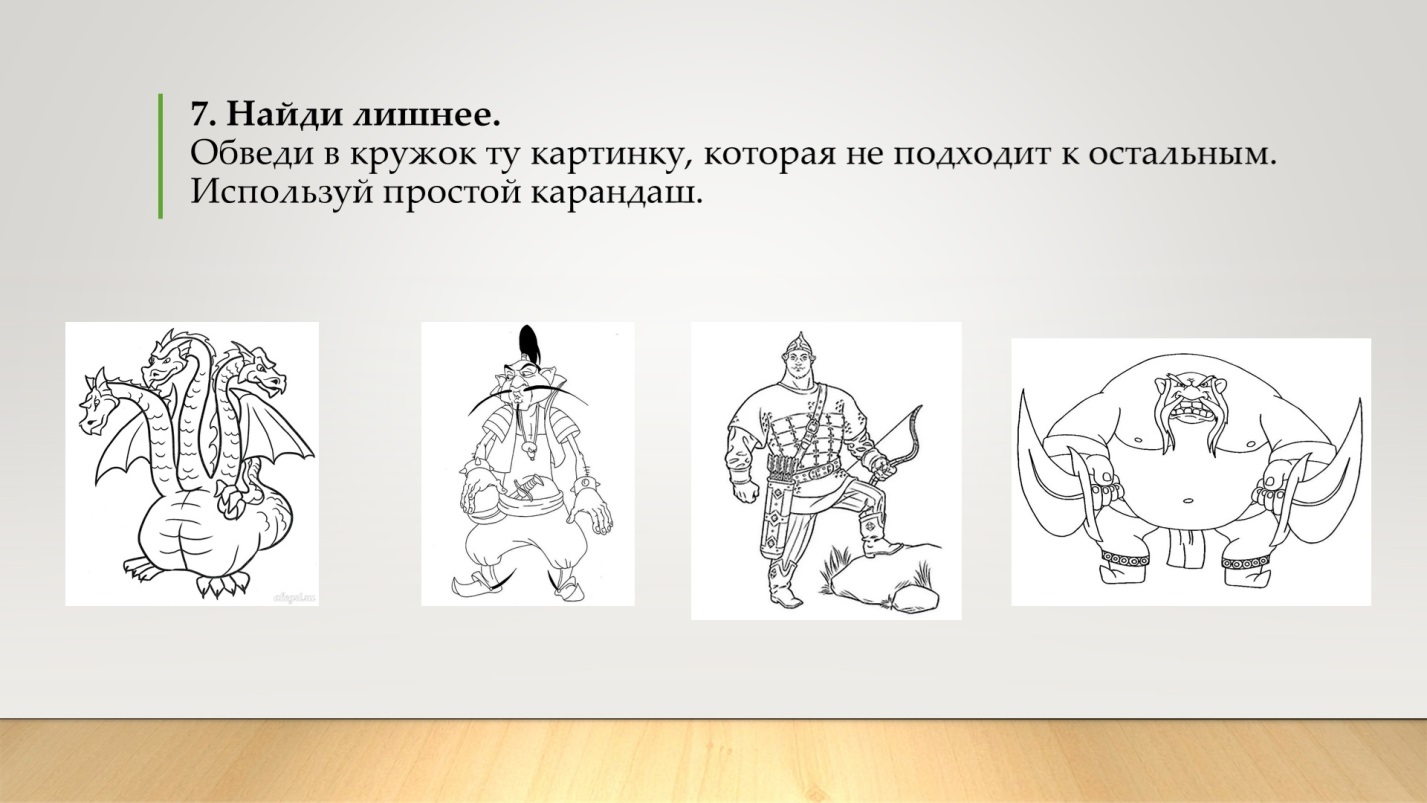 7. Найди лишнее.
Обведи в кружок ту картинку, которая не подходит к остальным.
Используй простой карандаш.